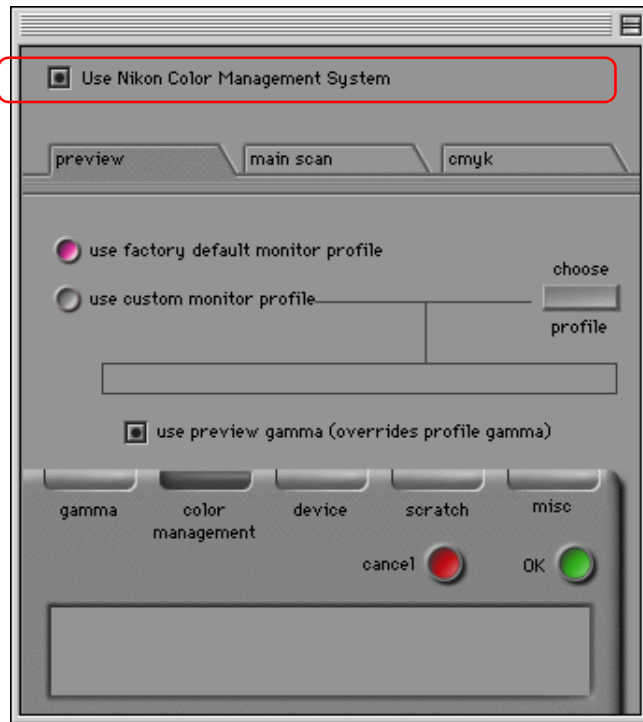 Use Nikon Color Management System
preview
main scan
cmyk
use factory default monitor profile
use custom monitor profile
choose
profile
use preview gamma (overrides profile gamma)
gamma
color
management
device
scratch
misc
cancel
OK